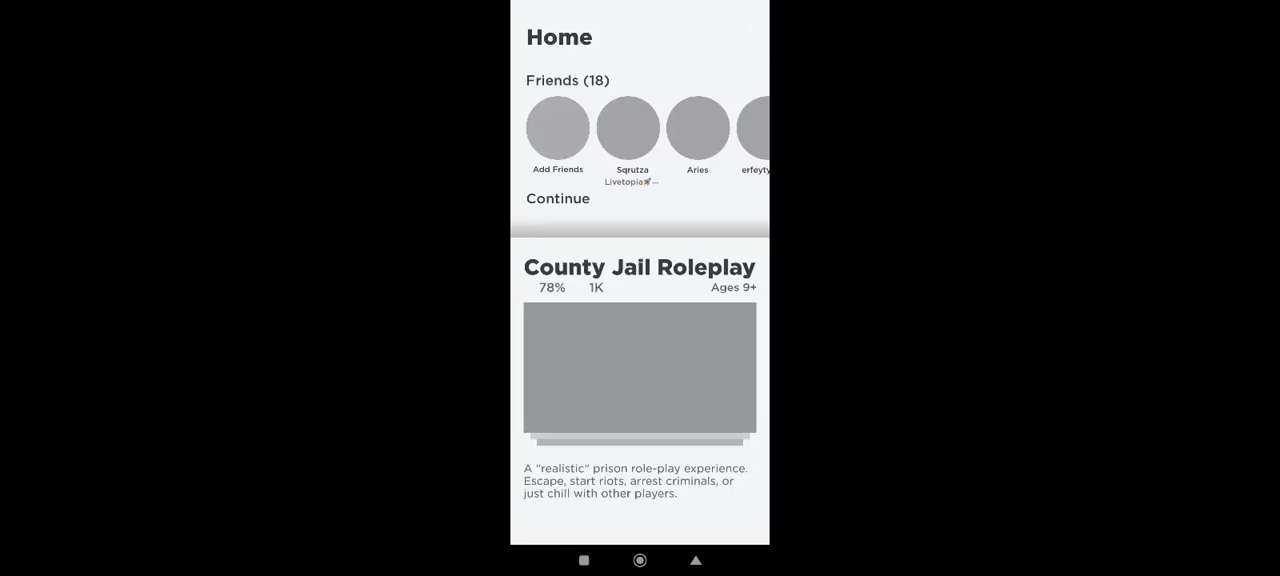 Home
Friends (18)
Add Friends
Sqrutza
Aries
erfeyty
Livetopia🚀...
Continue
County Jail Roleplay
78% 1K Ages 9+
A "realistic" prison role-play experience.
Escape, start riots, arrest criminals, or
just chill with other players.